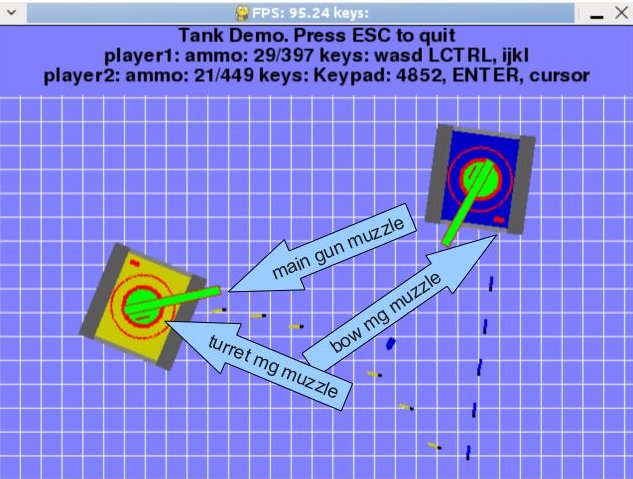 FPS: 95.24 keys:
Tank Demo. Press ESC to quit
player1: ammo: 29/397 keys: wasd LCTRL, ijkl
player2: ammo: 21/449 keys: Keypad: 4852, ENTER, cursor
main gun muzzle
bow mg muzzle
turret mg muzzle